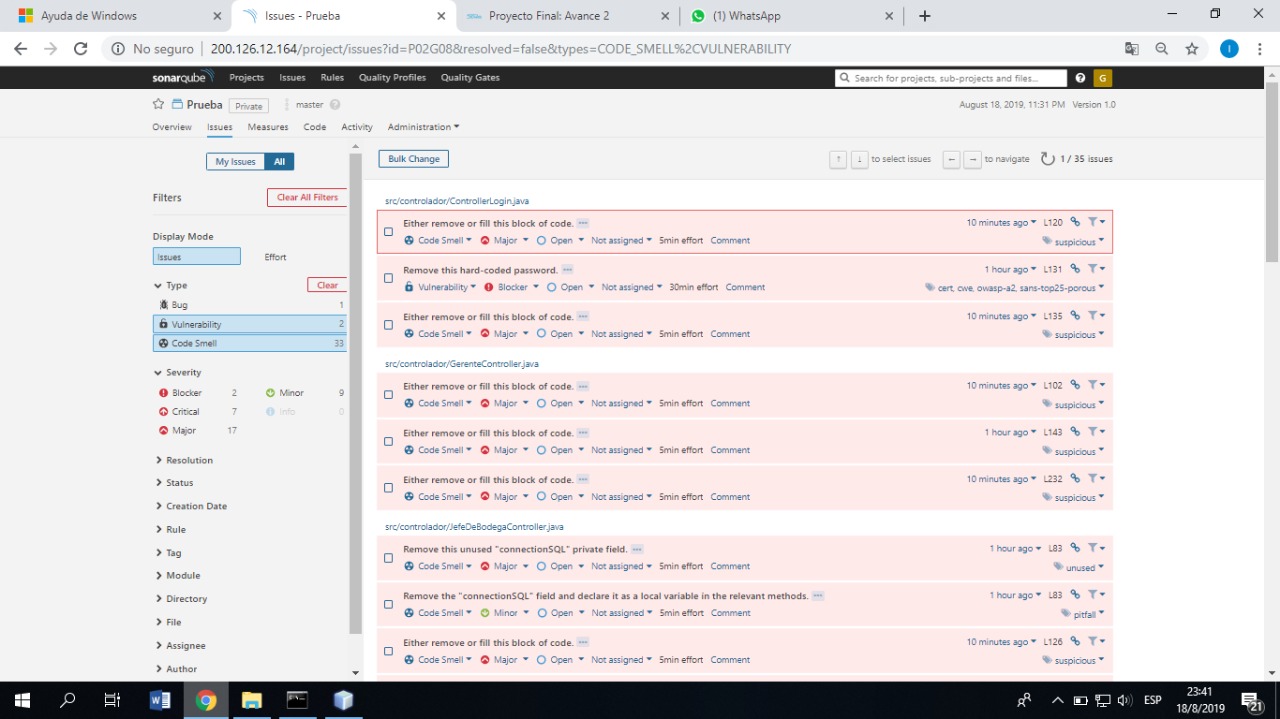 Ayuda de Windows
Issues - Prueba
Proyecto Final: Avance 2
(1) WhatsApp
No seguro
200.126.12.164/project/issues?id=P02G08&resolved=false&types=CODE_SMELL%2CVULNERABILITY
I
sonarqube Projects Issues Rules Quality Profiles Quality Gates
Search for projects, sub-projects and files...
? G
Prueba Private master ?
August 18, 2019, 11:31 PM Version 1.0
Overview Issues Measures Code Activity Administration
My Issues All
Filters Clear All Filters
Display Mode
Issues Effort
Type Clear
Bug 1
Vulnerability 2
Code Smell 33
Severity
Blocker 2 Minor 9
Critical 7 Info 0
Major 17
Resolution
Status
Creation Date
Rule
Tag
Module
Directory
File
Assignee
Author
Bulk Change ↑ ↓ to select issues ← → to navigate 1 / 35 issues
src/controlador/ControllerLogin.java
Either remove or fill this block of code. ··· 10 minutes ago L120
Code Smell Major Open Not assigned 5min effort Comment suspicious
Remove this hard-coded password. ··· 1 hour ago L131
Vulnerability Blocker Open Not assigned 30min effort Comment cert, cwe, owasp-a2, sans-top25-porous
Either remove or fill this block of code. ··· 10 minutes ago L135
Code Smell Major Open Not assigned 5min effort Comment suspicious
src/controlador/GerenteController.java
Either remove or fill this block of code. ··· 10 minutes ago L102
Code Smell Major Open Not assigned 5min effort Comment suspicious
Either remove or fill this block of code. ··· 1 hour ago L143
Code Smell Major Open Not assigned 5min effort Comment suspicious
Either remove or fill this block of code. ··· 10 minutes ago L232
Code Smell Major Open Not assigned 5min effort Comment suspicious
src/controlador/JefeDeBodegaController.java
Remove this unused "connectionSQL" private field. ··· 1 hour ago L83
Code Smell Major Open Not assigned 5min effort Comment unused
Remove the "connectionSQL" field and declare it as a local variable in the relevant methods. ··· 1 hour ago L83
Code Smell Minor Open Not assigned 5min effort Comment pitfall
Either remove or fill this block of code. ··· 10 minutes ago L126
Code Smell Major Open Not assigned 5min effort Comment suspicious
ESP
23:41
18/8/2019
21